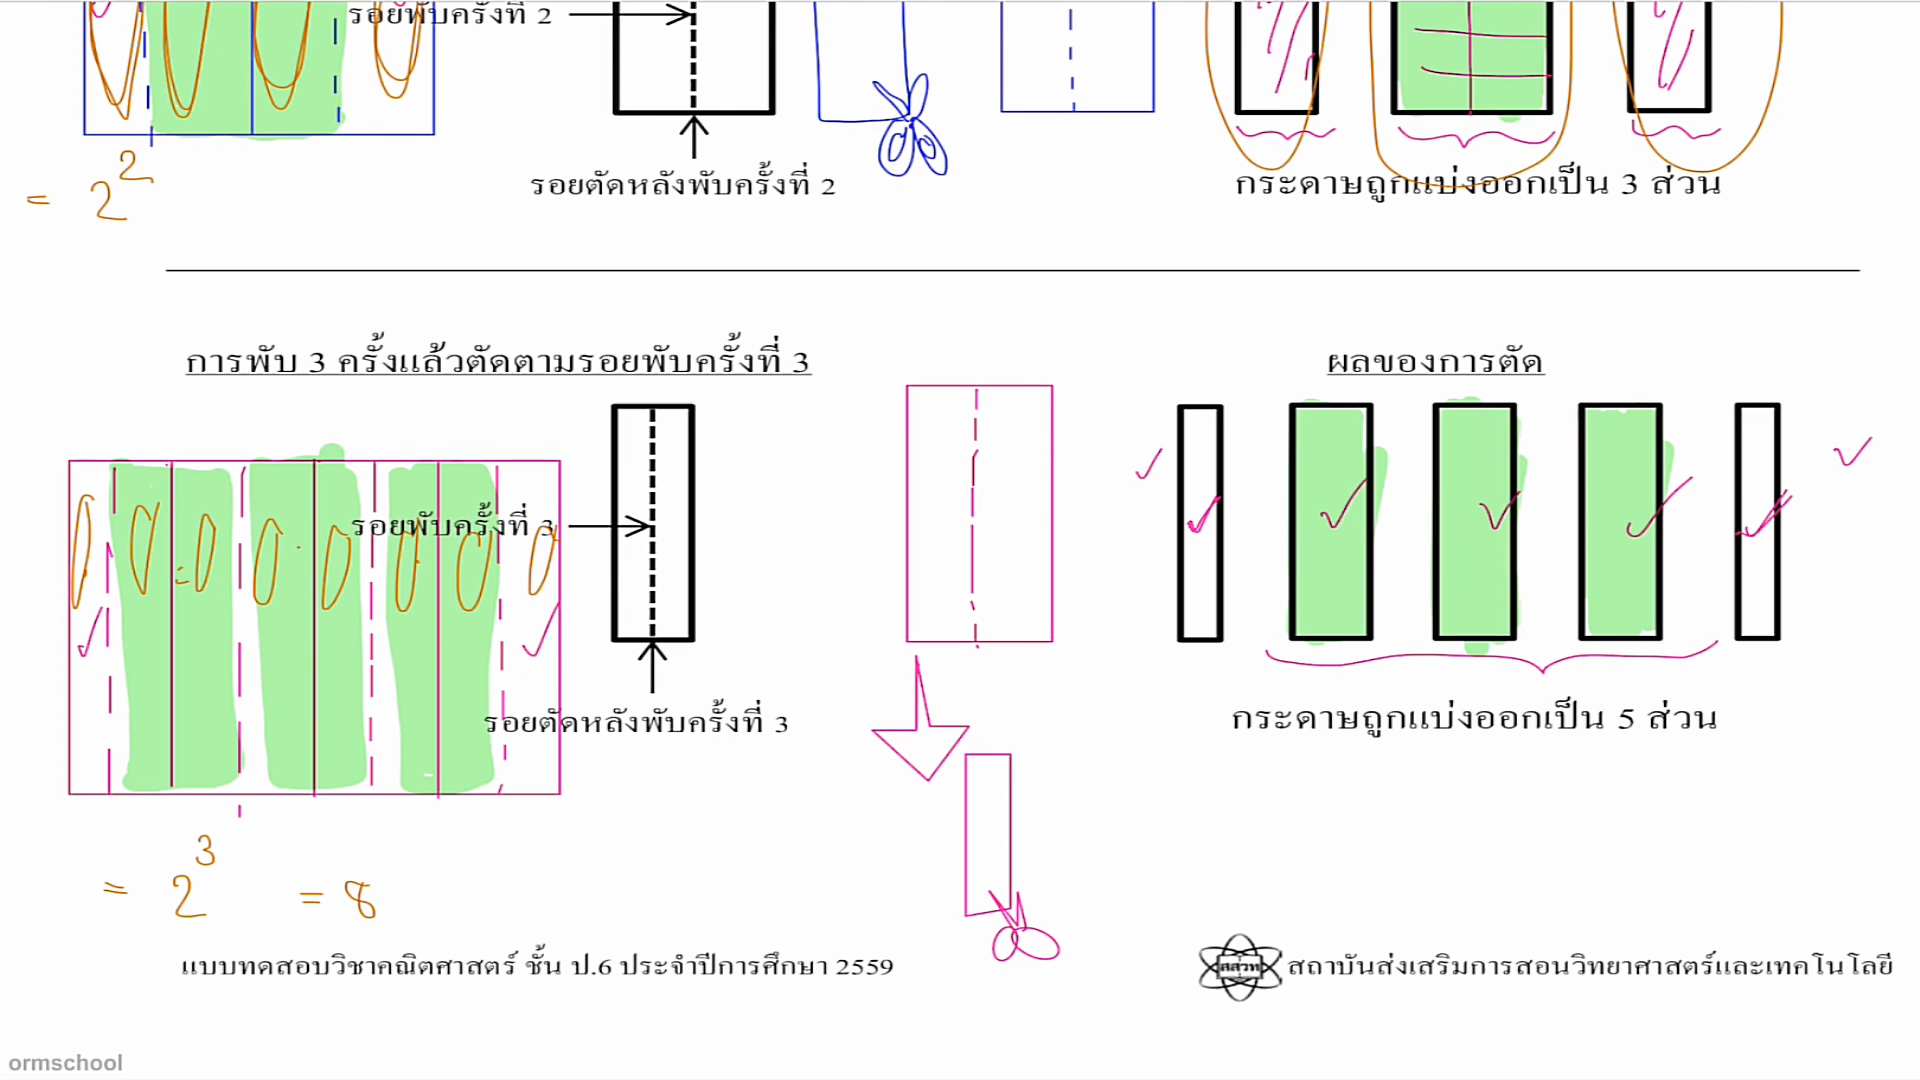 รอยพับครั้งที่ 2
รอยตัดหลังพับครั้งที่ 2
กระดาษถูกแบ่งออกเป็น 3 ส่วน
= 2²
การพับ 3 ครั้งแล้วตัดตามรอยพับครั้งที่ 3
ผลของการตัด
รอยพับครั้งที่ 3
รอยตัดหลังพับครั้งที่ 3
กระดาษถูกแบ่งออกเป็น 5 ส่วน
= 2³ = 8
แบบทดสอบวิชาคณิตศาสตร์ ชั้น ป.6 ประจำปีการศึกษา 2559
สสวท สถาบันส่งเสริมการสอนวิทยาศาสตร์และเทคโนโลยี
ormschool